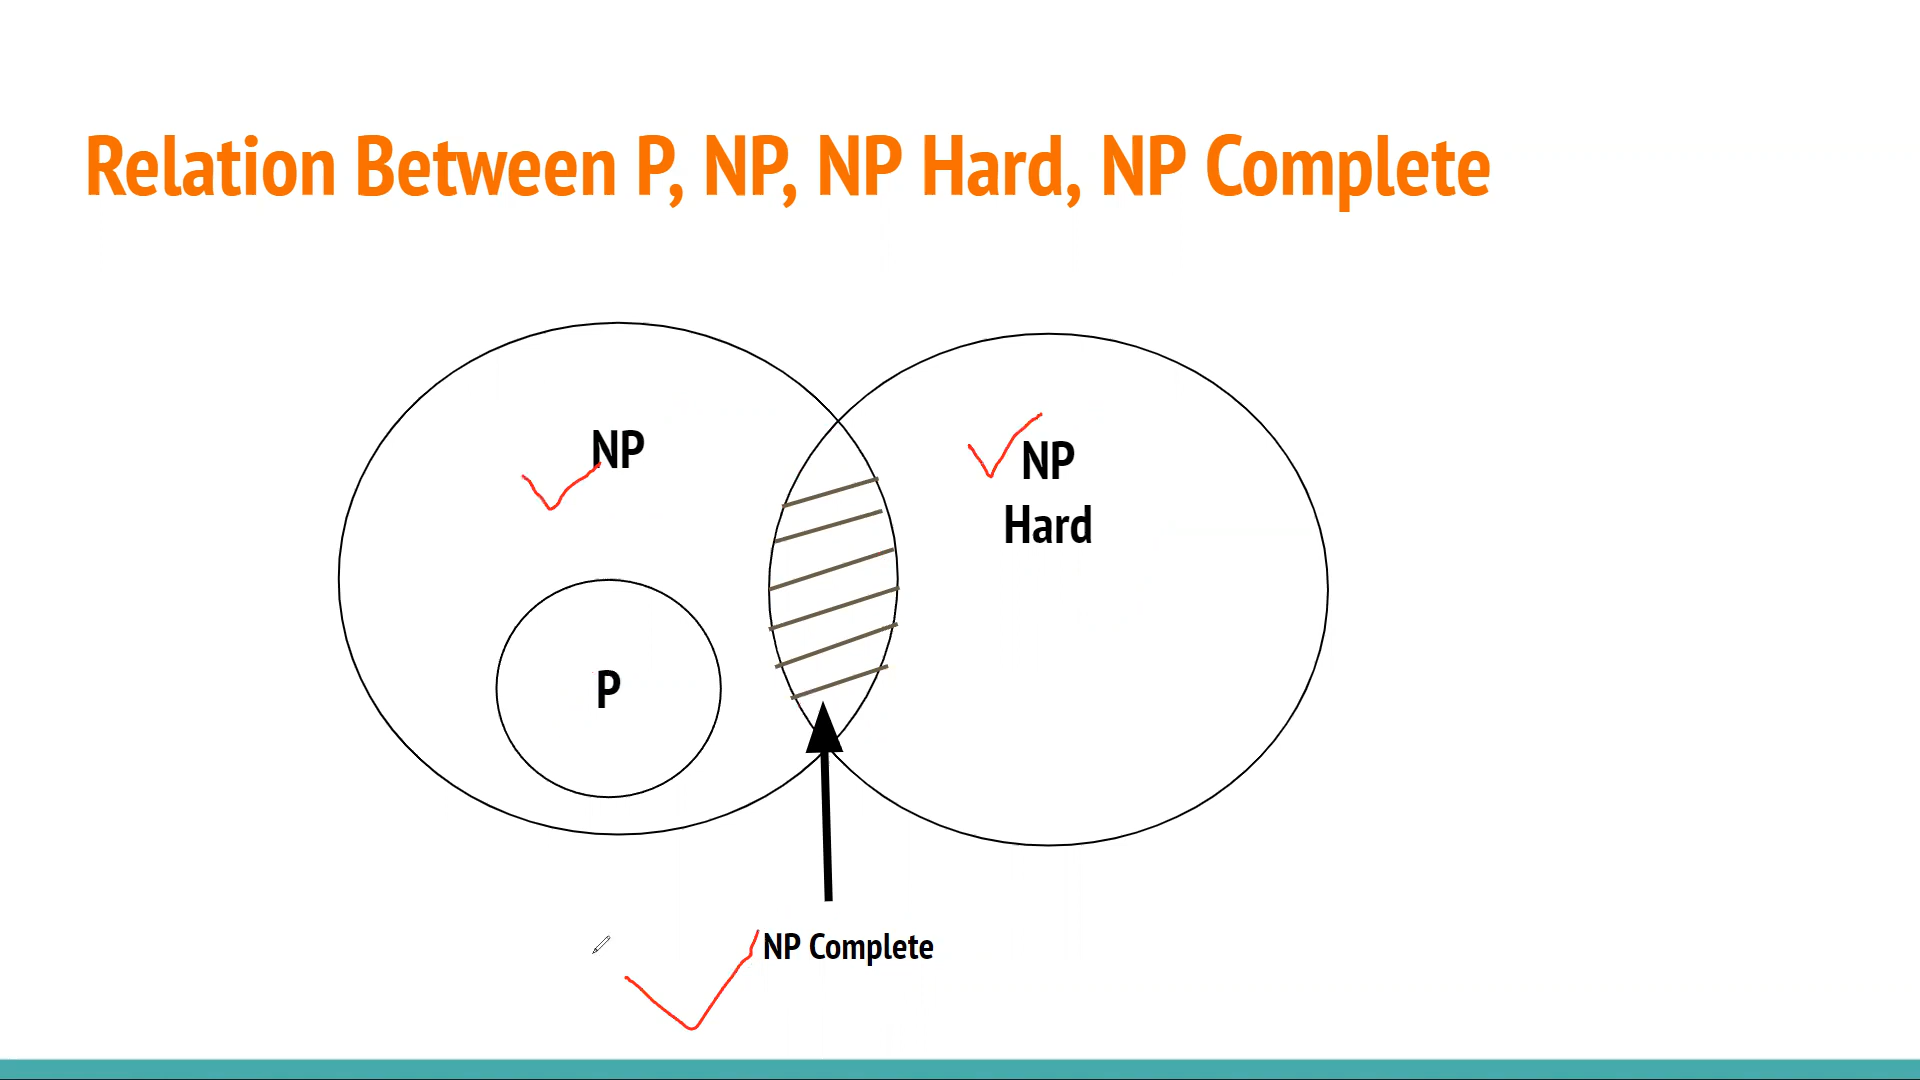 Relation Between P, NP, NP Hard, NP Complete
NP
NP
Hard
P
NP Complete